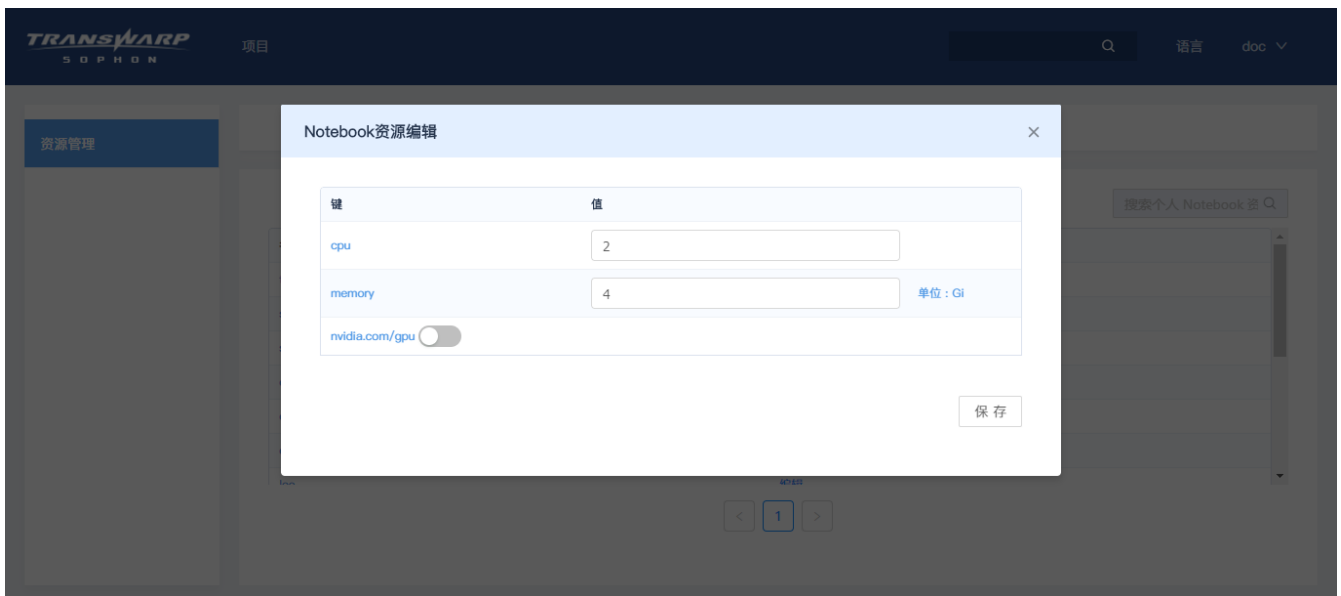 TRANSWARP
SOPHON
项目
语言
doc
资源管理
Notebook资源编辑
搜索个人 Notebook 资
键 值
cpu 2
memory 4 单位：Gi
nvidia.com/gpu
保 存
编辑
< 1 >